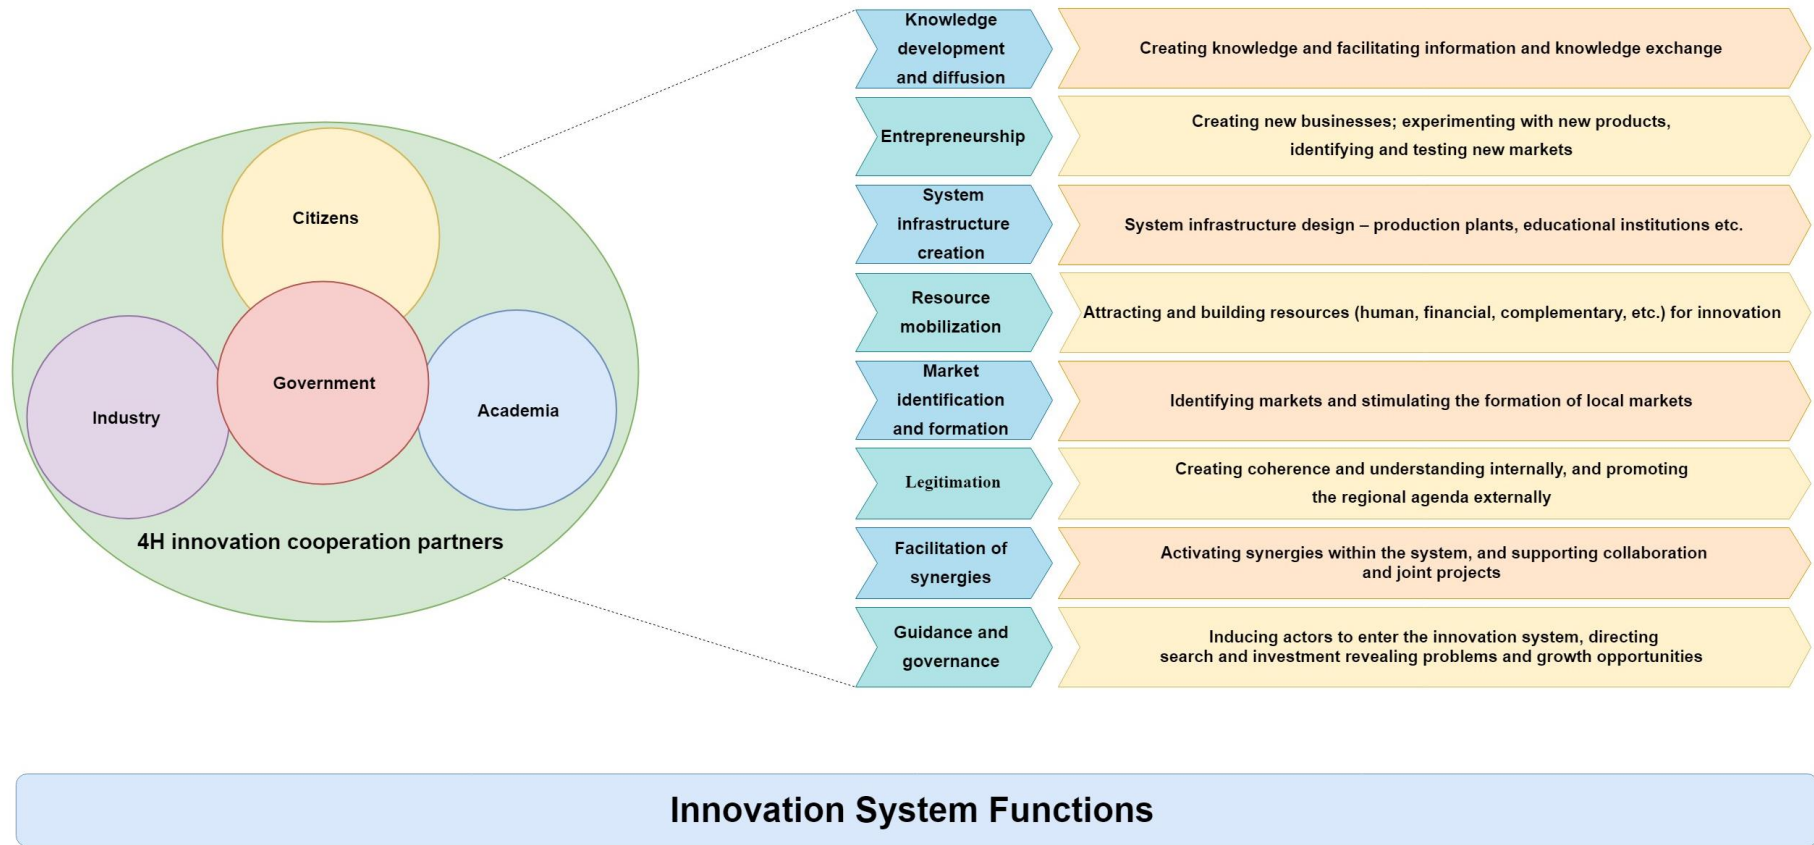 Citizens
Government
Industry
Academia
4H innovation cooperation partners
Knowledge
development
and diffusion
Creating knowledge and facilitating information and knowledge exchange
Entrepreneurship
Creating new businesses; experimenting with new products,
identifying and testing new markets
System
infrastructure
creation
System infrastructure design – production plants, educational institutions etc.
Resource
mobilization
Attracting and building resources (human, financial, complementary, etc.) for innovation
Market
identification
and formation
Identifying markets and stimulating the formation of local markets
Legitimation
Creating coherence and understanding internally, and promoting
the regional agenda externally
Facilitation of
synergies
Activating synergies within the system, and supporting collaboration
and joint projects
Guidance and
governance
Inducing actors to enter the innovation system, directing
search and investment revealing problems and growth opportunities
Innovation System Functions